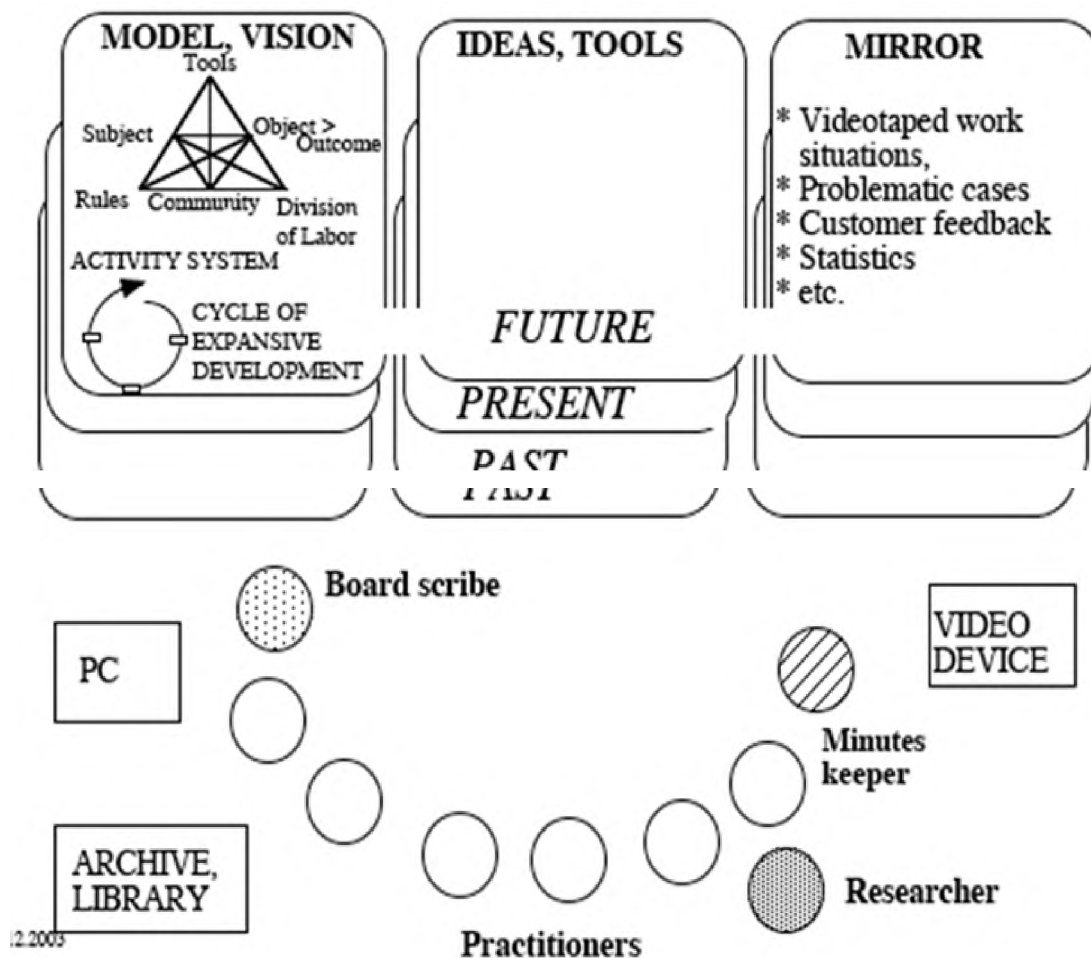 MODEL, VISION
Tools
Subject
Object >
Outcome
Rules
Community
Division
of Labor
ACTIVITY SYSTEM
CYCLE OF
EXPANSIVE
DEVELOPMENT
IDEAS, TOOLS
FUTURE
PRESENT
PAST
MIRROR
* Videotaped work
situations,
* Problematic cases
* Customer feedback
* Statistics
* etc.
Board scribe
PC
VIDEO
DEVICE
Minutes
keeper
ARCHIVE,
LIBRARY
Researcher
Practitioners
2.2003